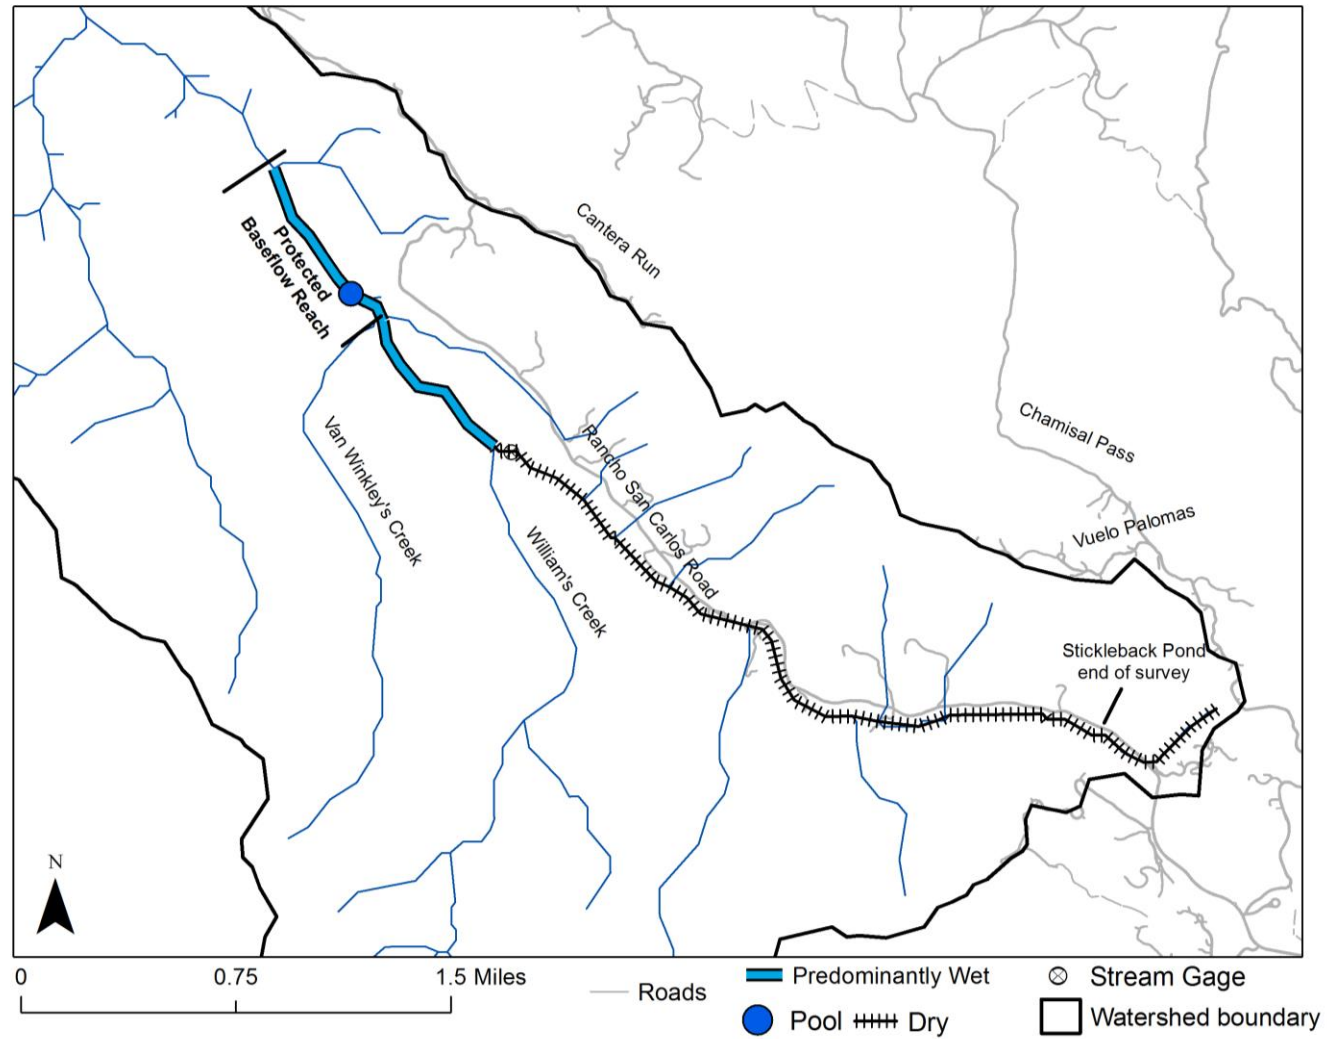 Cantera Run
Protected
Baseflow Reach
Chamisal Pass
Rancho San Carlos Road
Van Winkley's Creek
Vuelo Palomas
William's Creek
Stickleback Pond
end of survey
N
0 0.75 1.5 Miles
Roads
Predominantly Wet
Stream Gage
Pool
Dry
Watershed boundary